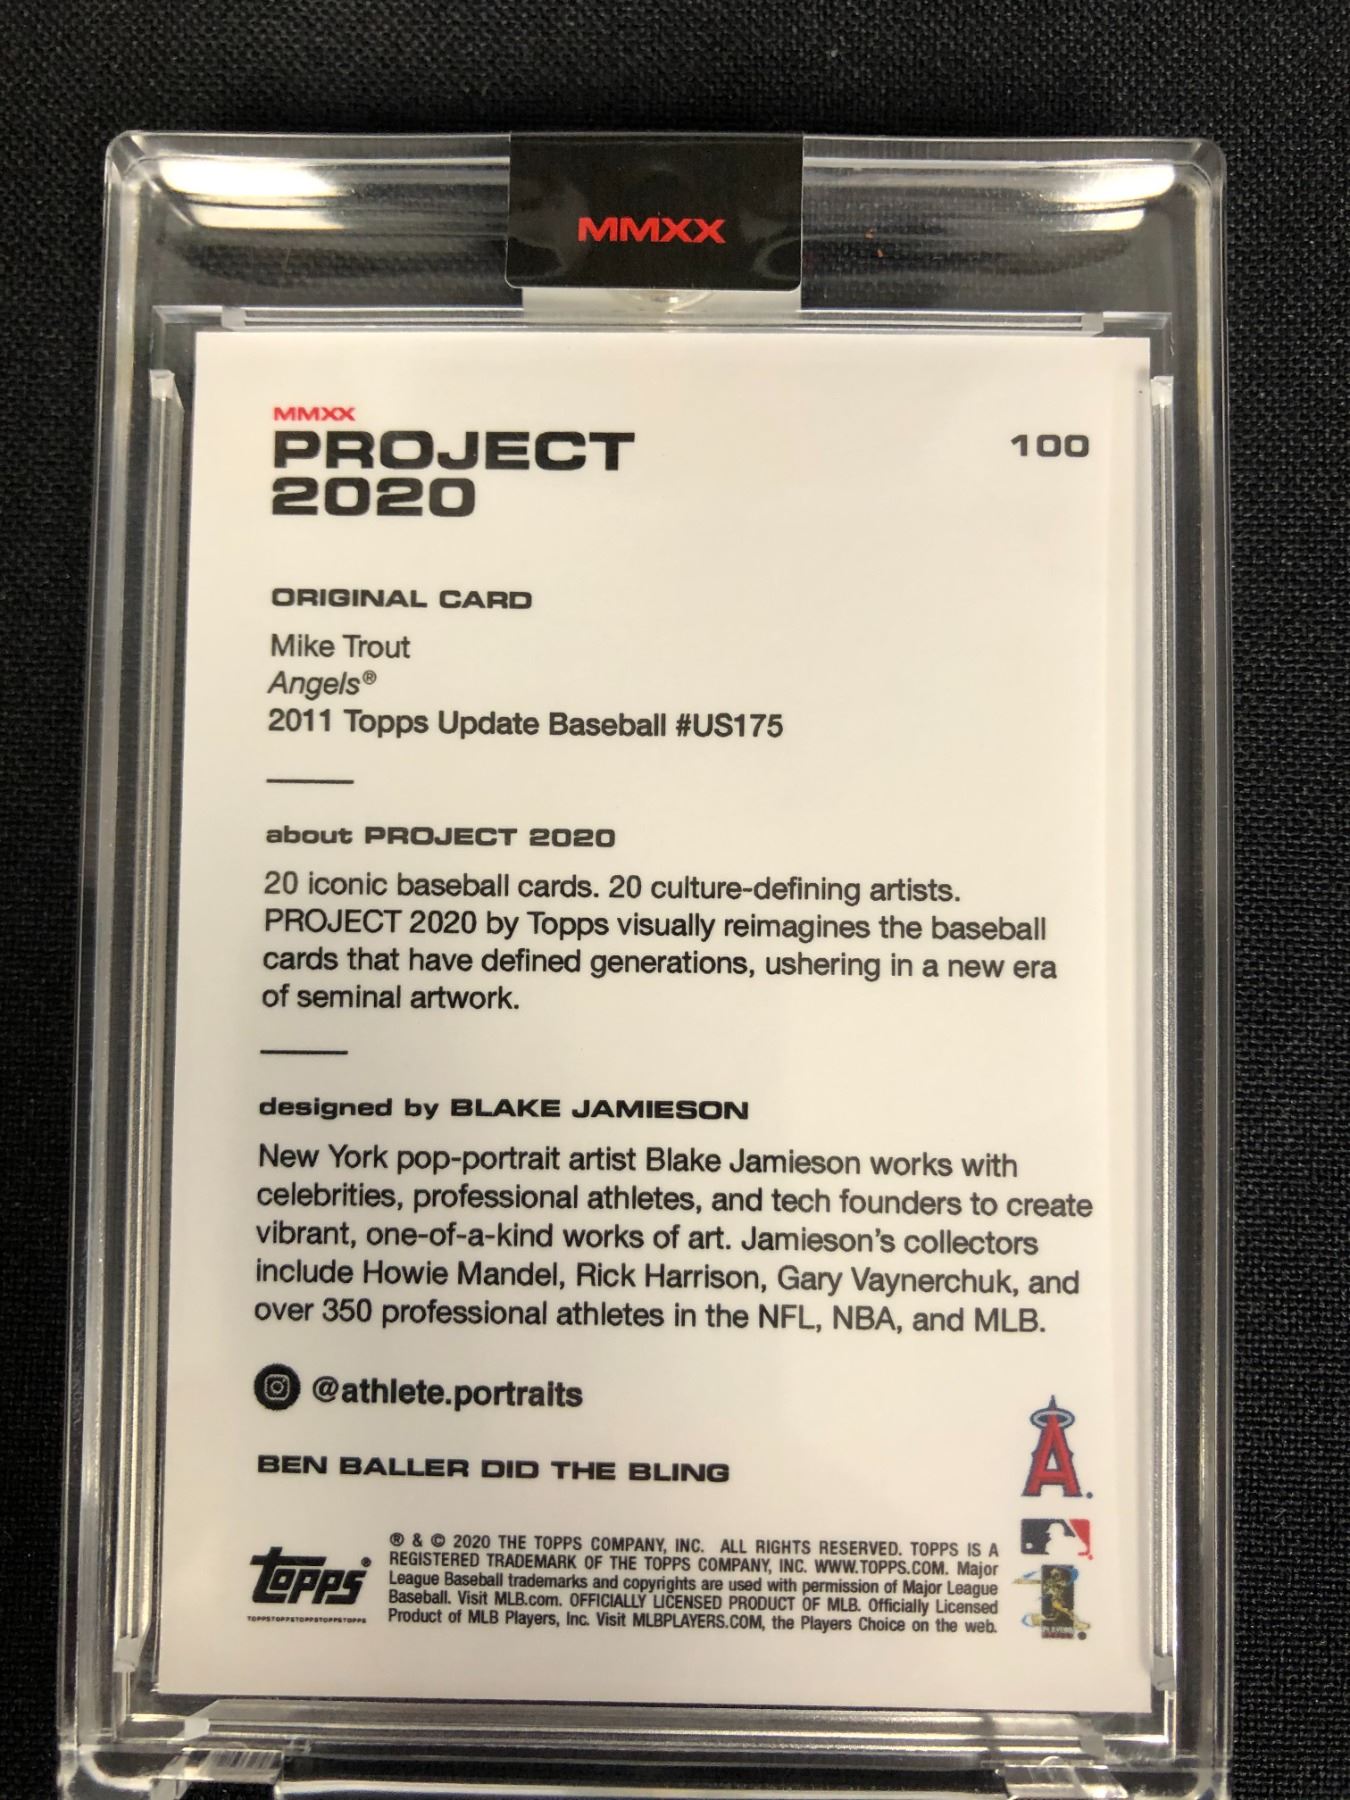 MMXX
MMXX
PROJECT
2020
100
ORIGINAL CARD
Mike Trout
Angels®
2011 Topps Update Baseball #US175
about PROJECT 2020
20 iconic baseball cards. 20 culture-defining artists.
PROJECT 2020 by Topps visually reimagines the baseball
cards that have defined generations, ushering in a new era
of seminal artwork.
designed by BLAKE JAMIESON
New York pop-portrait artist Blake Jamieson works with
celebrities, professional athletes, and tech founders to create
vibrant, one-of-a-kind works of art. Jamieson's collectors
include Howie Mandel, Rick Harrison, Gary Vaynerchuk, and
over 350 professional athletes in the NFL, NBA, and MLB.
@athlete.portraits
BEN BALLER DID THE BLING
A
topps®
TOPPSTOPPSTOPPSTOPPSTOPPS
® & © 2020 THE TOPPS COMPANY, INC. ALL RIGHTS RESERVED. TOPPS IS A
REGISTERED TRADEMARK OF THE TOPPS COMPANY, INC. WWW.TOPPS.COM. Major
League Baseball trademarks and copyrights are used with permission of Major League
Baseball. Visit MLB.com. OFFICIALLY LICENSED PRODUCT OF MLB. Officially Licensed
Product of MLB Players, Inc. Visit MLBPLAYERS.COM, the Players Choice on the web.